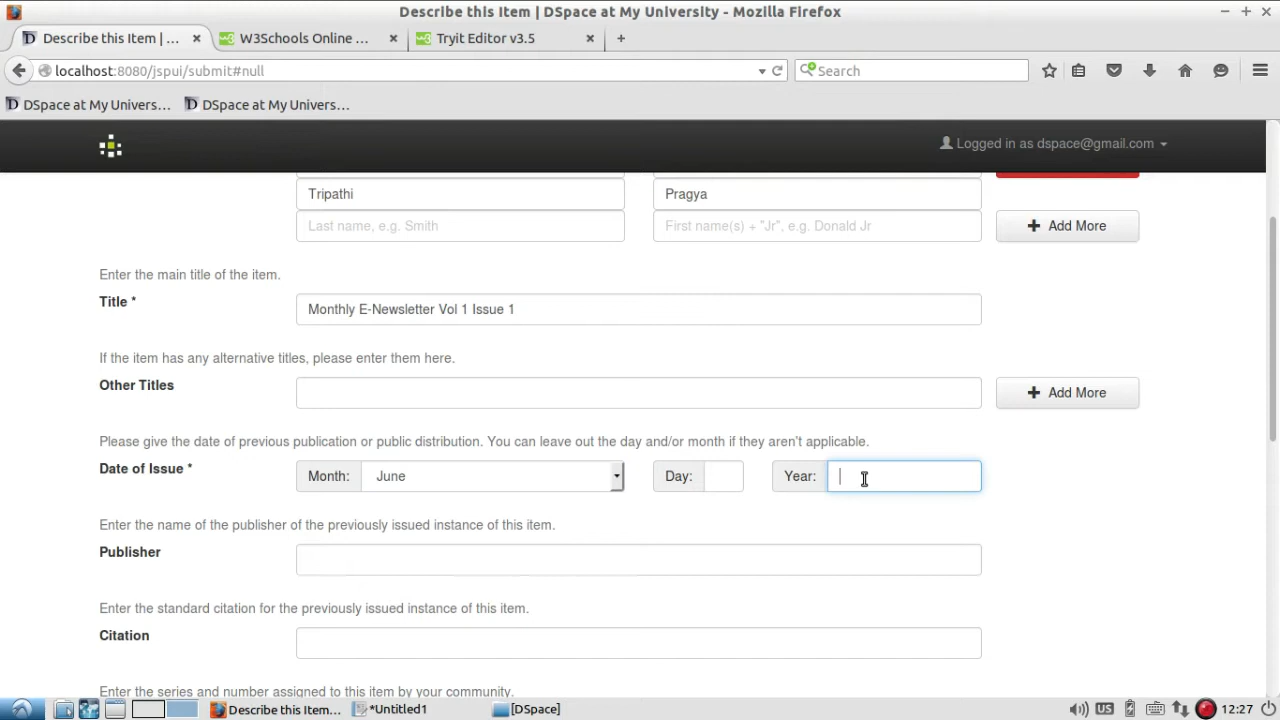 Describe this Item | DSpace at My University - Mozilla Firefox
Describe this Item | ... W3Schools Online ... Tryit Editor v3.5
localhost:8080/jspui/submit#null Search
DSpace at My Univers... DSpace at My Univers...
Logged in as dspace@gmail.com
Tripathi Pragya
Last name, e.g. Smith First name(s) + "Jr", e.g. Donald Jr Add More
Enter the main title of the item.
Title * Monthly E-Newsletter Vol 1 Issue 1
If the item has any alternative titles, please enter them here.
Other Titles Add More
Please give the date of previous publication or public distribution. You can leave out the day and/or month if they aren't applicable.
Date of Issue * Month: June Day: Year:
Enter the name of the publisher of the previously issued instance of this item.
Publisher
Enter the standard citation for the previously issued instance of this item.
Citation
Enter the series and number assigned to this item by your community.
Describe this Item... *Untitled1 [DSpace] US 12:27